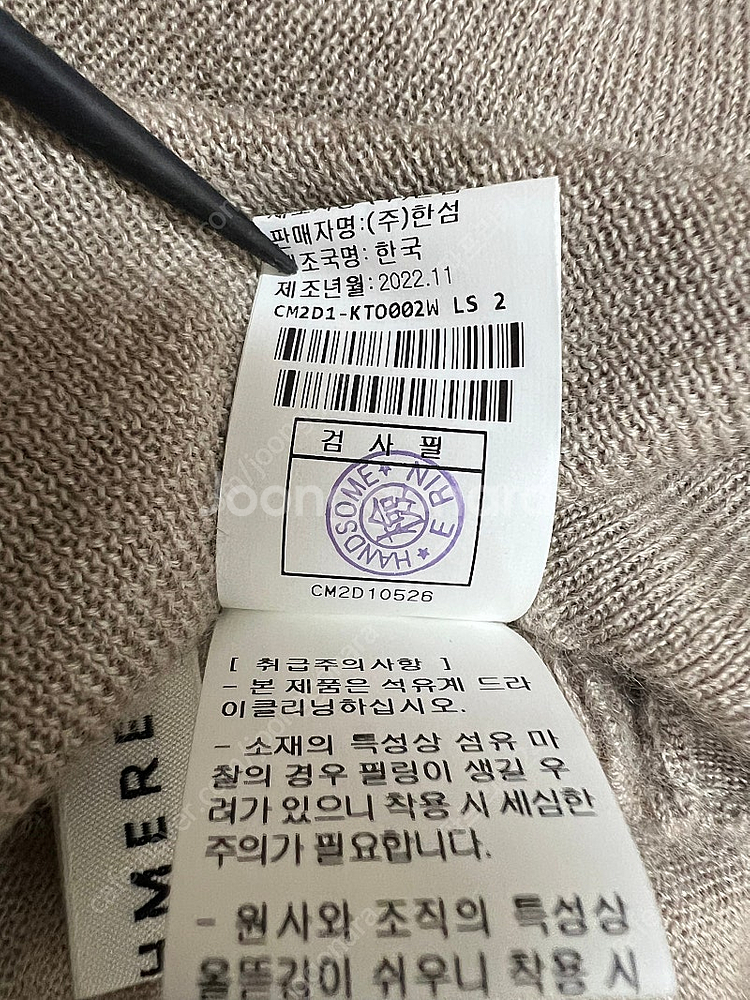 판매자명:(주)한섬
제조국명: 한국
제조년월:2022.11
CM2D1-KTO002W LS 2
검 사 필
HANDSOME ERIN
CM2D10526
[ 취급주의사항 ]
- 본 제품은 석유계 드라
이클리닝하십시오.
- 소재의 특성상 섬유 마
찰의 경우 필링이 생길 우
려가 있으니 착용 시 세심한
주의가 필요합니다.
- 원사와 조직의 특성상
올뜯김이 쉬우니 착용 시
MERE